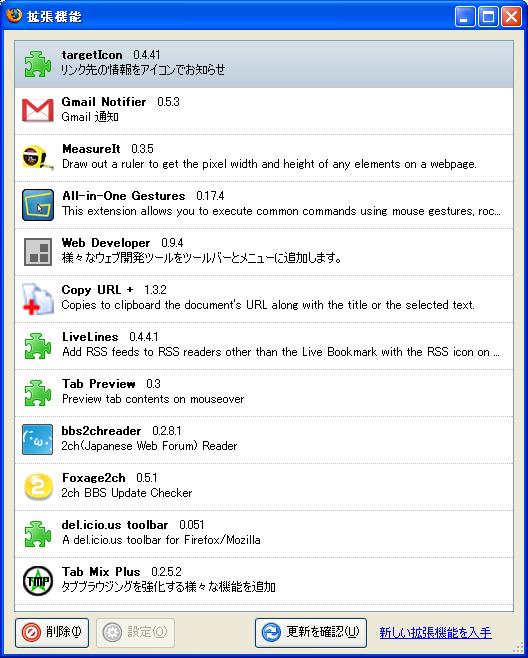 拡張機能
targetIcon 0.4.41
リンク先の情報をアイコンでお知らせ
Gmail Notifier 0.5.3
Gmail 通知
MeasureIt 0.3.5
Draw out a ruler to get the pixel width and height of any elements on a webpage.
All-in-One Gestures 0.17.4
This extension allows you to execute common commands using mouse gestures, roc...
Web Developer 0.9.4
様々なウェブ開発ツールをツールバーとメニューに追加します。
Copy URL + 1.3.2
Copies to clipboard the document's URL along with the title or the selected text.
LiveLines 0.4.4.1
Add RSS feeds to RSS readers other than the Live Bookmark with the RSS icon on ...
Tab Preview 0.3
Preview tab contents on mouseover
bbs2chreader 0.2.8.1
2ch(Japanese Web Forum) Reader
2
Foxage2ch 0.5.1
2ch BBS Update Checker
del.icio.us toolbar 0.051
A del.icio.us toolbar for Firefox/Mozilla
TMP
Tab Mix Plus 0.2.5.2
タブブラウジングを強化する様々な機能を追加
削除(I) 設定(O) 更新を確認(U) 新しい拡張機能を入手